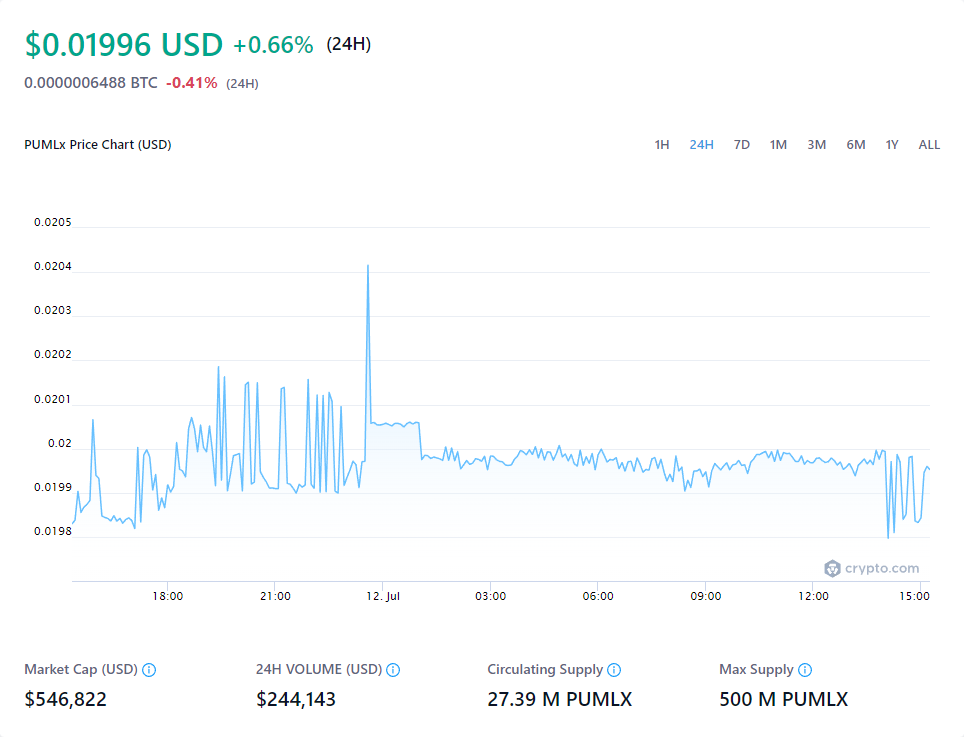 $0.01996 USD +0.66% (24H)
0.0000006488 BTC -0.41% (24H)
PUMLx Price Chart (USD) 1H 24H 7D 1M 3M 6M 1Y ALL
0.0205
0.0204
0.0203
0.0202
0.0201
0.02
0.0199
0.0198
crypto.com
18:00 21:00 12. Jul 03:00 06:00 09:00 12:00 15:00
Market Cap (USD) 24H VOLUME (USD) Circulating Supply Max Supply
$546,822 $244,143 27.39 M PUMLX 500 M PUMLX